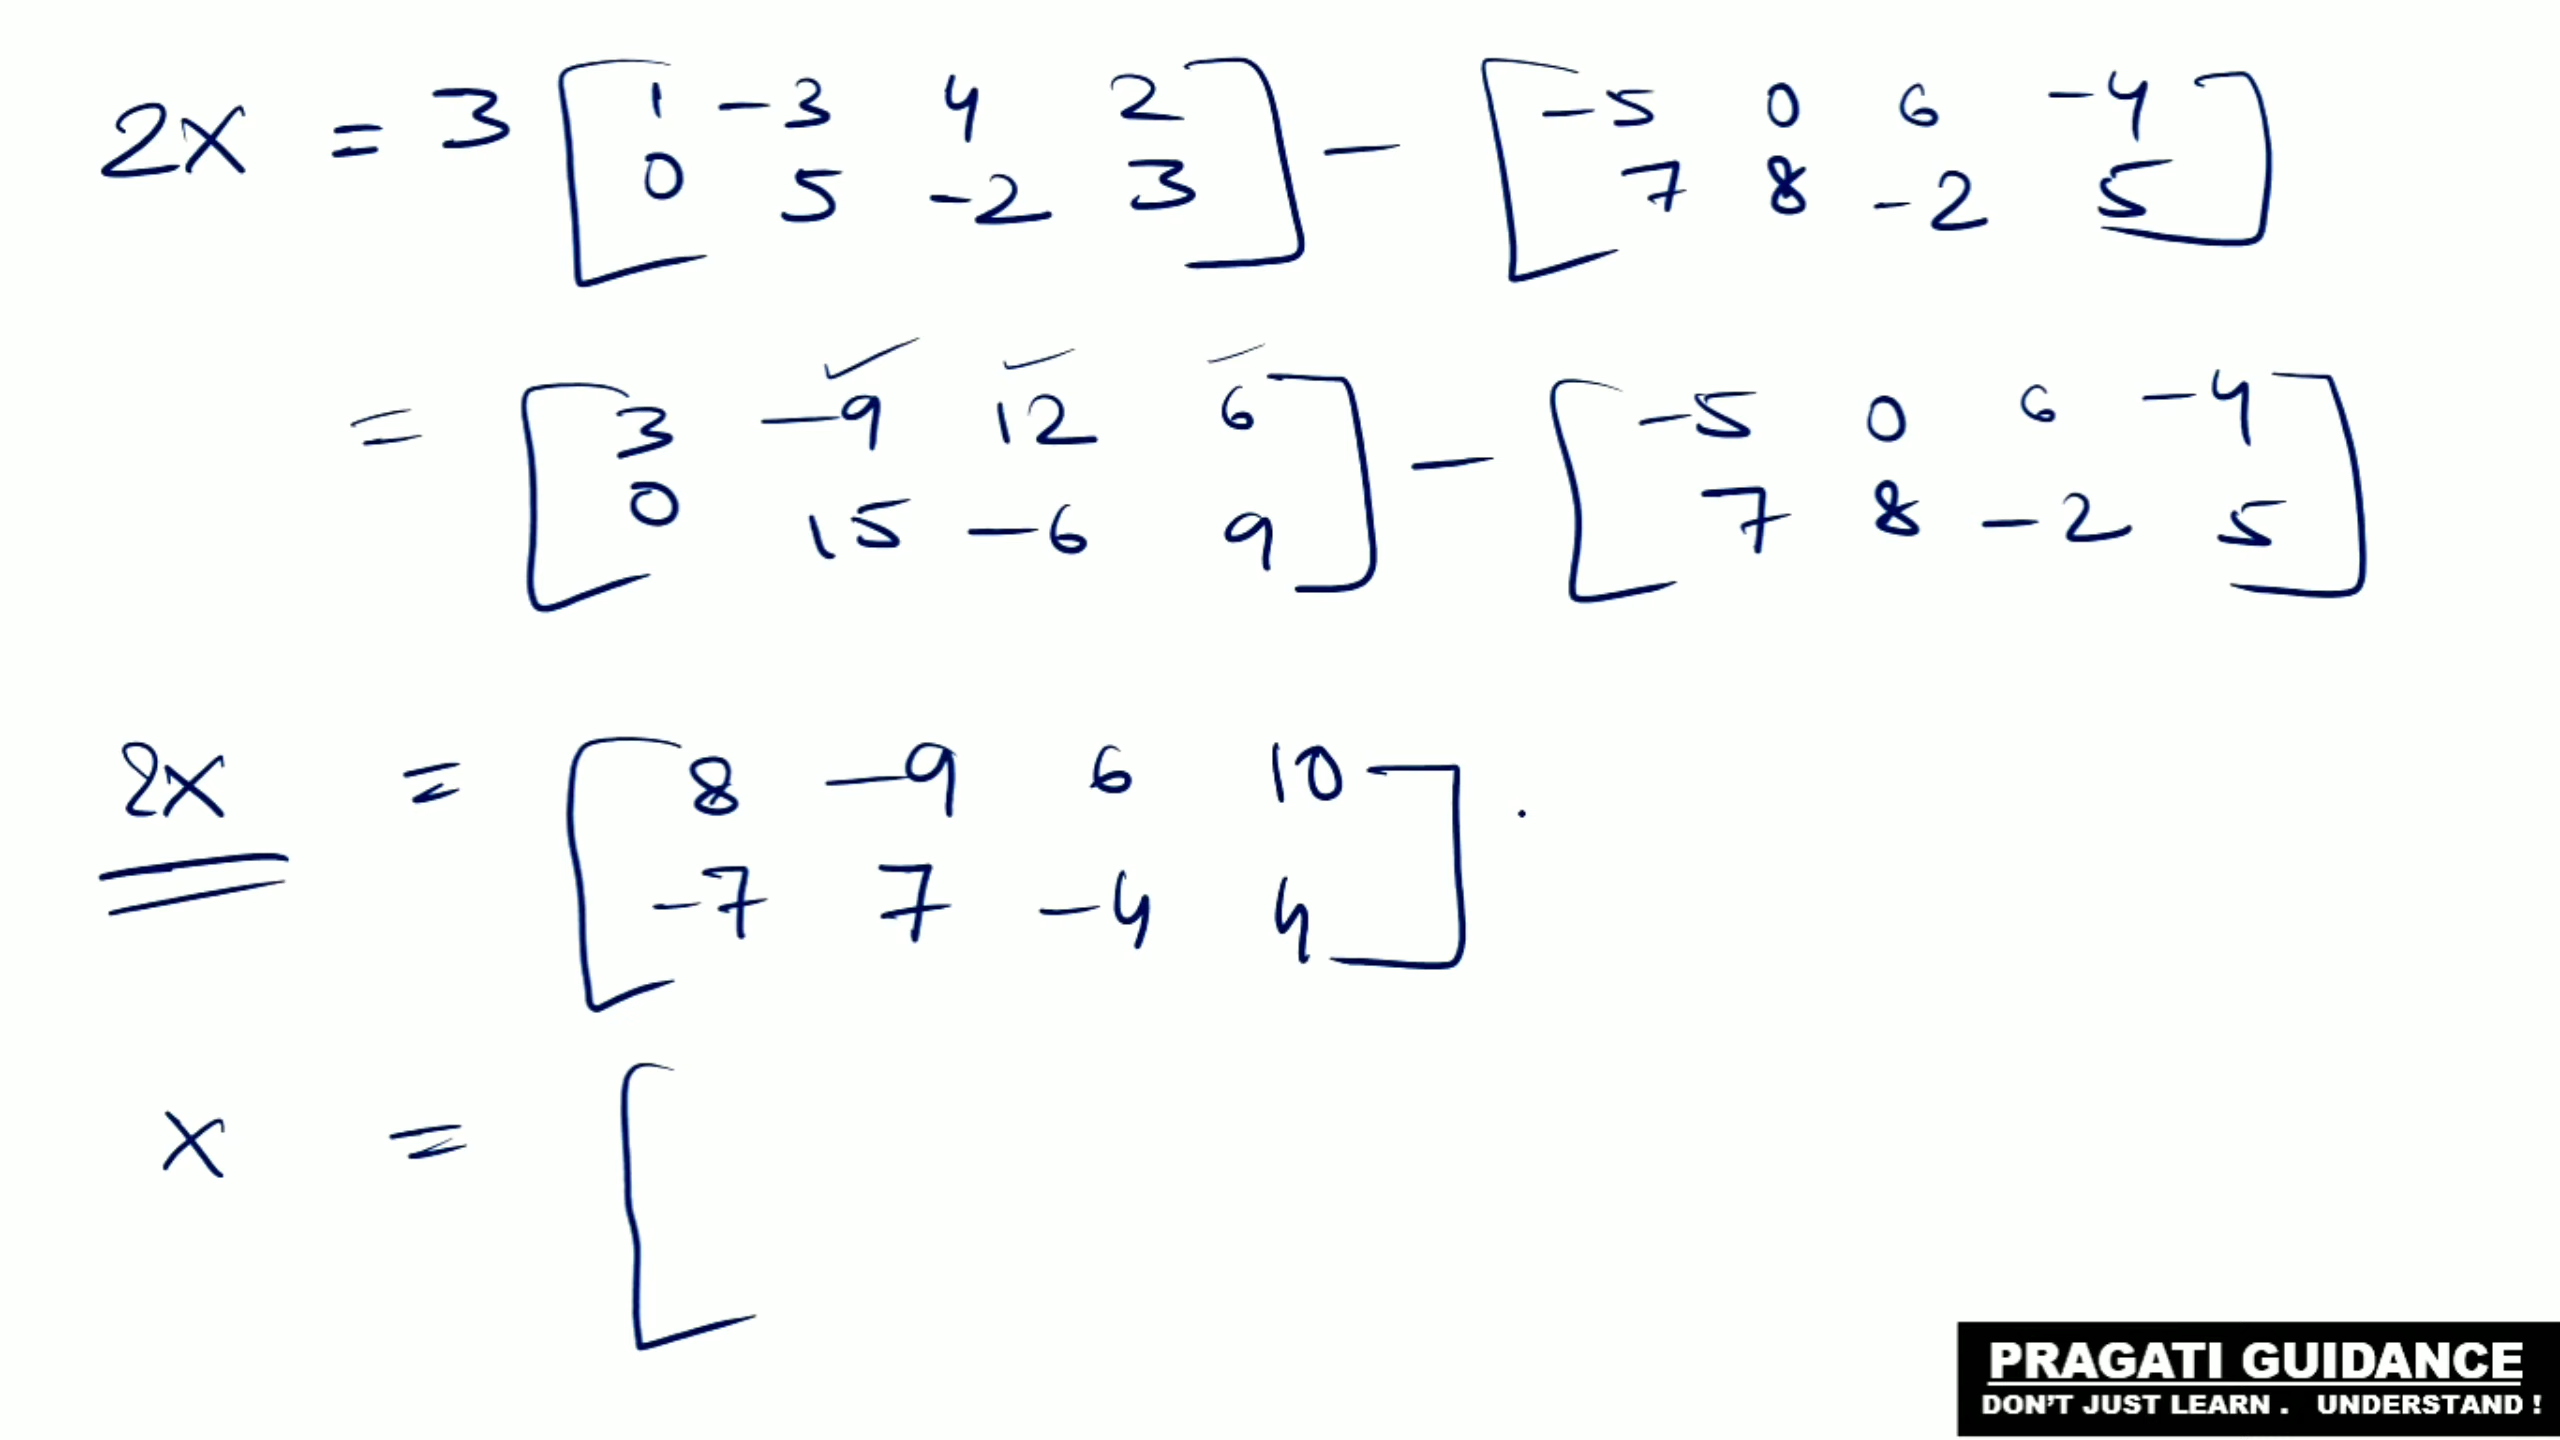 2x = 3 [ 1 -3 4 2 ] - [ -5 0 6 -4 ]
0 5 -2 3 7 8 -2 5
= [ 3 -9 12 6 ] - [ -5 0 6 -4 ]
0 15 -6 9 7 8 -2 5
2x = [ 8 -9 6 10 ] .
-7 7 -4 4
x = [
PRAGATI GUIDANCE
DON'T JUST LEARN . UNDERSTAND !